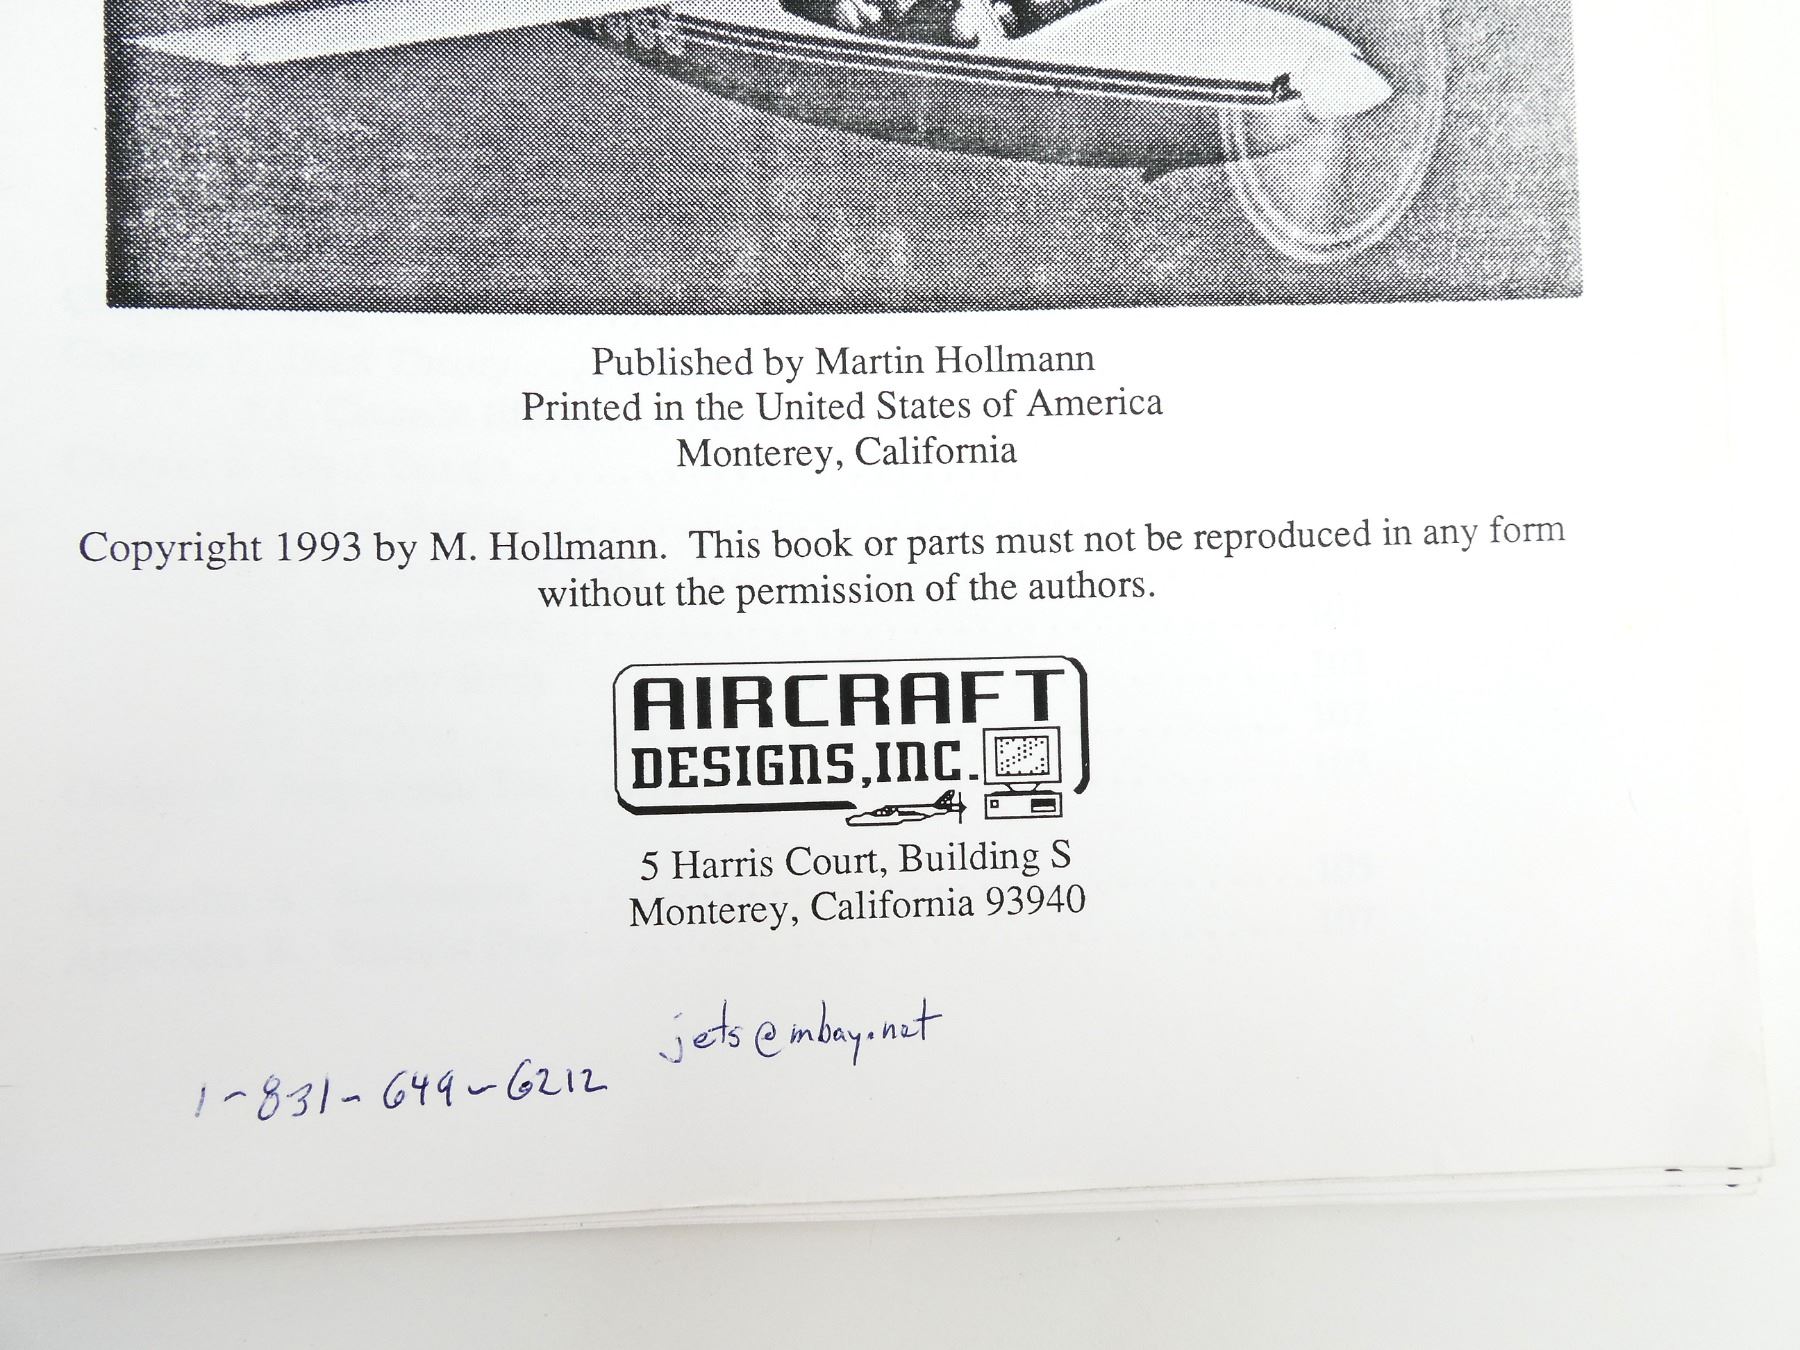 Published by Martin Hollmann
Printed in the United States of America
Monterey, California
Copyright 1993 by M. Hollmann. This book or parts must not be reproduced in any form
without the permission of the authors.
AIRCRAFT
DESIGNS, INC.
5 Harris Court, Building S
Monterey, California 93940
jets@mbay.net
1-831-649-6212